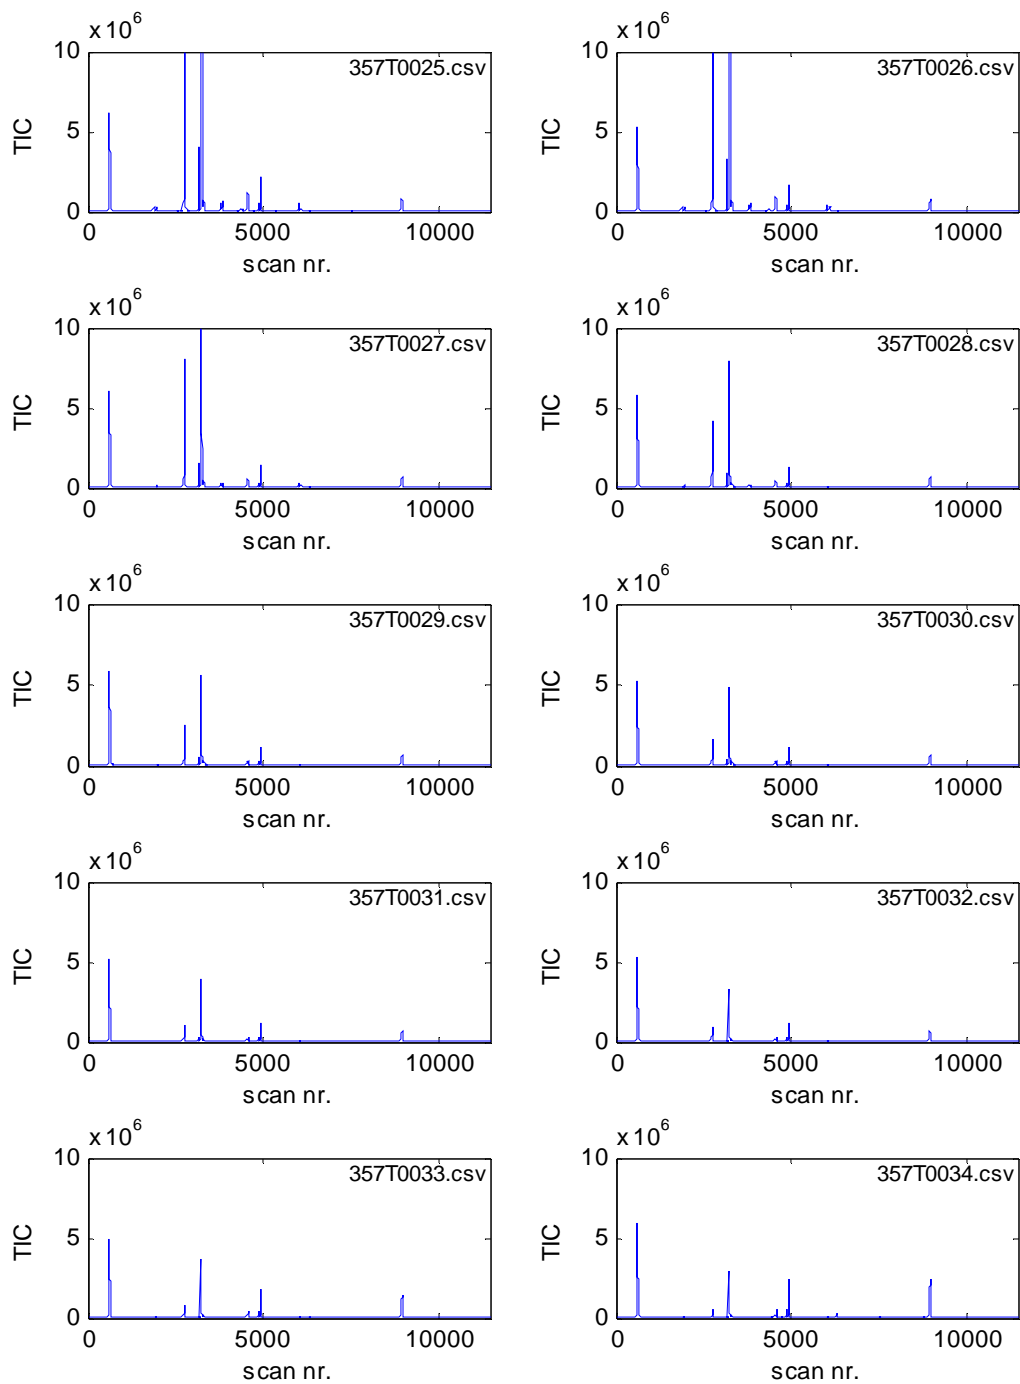 x 10^6
10
5
0
TIC
357T0025.csv
0 5000 10000
scan nr.
x 10^6
10
5
0
TIC
357T0026.csv
0 5000 10000
scan nr.
x 10^6
10
5
0
TIC
357T0027.csv
0 5000 10000
scan nr.
x 10^6
10
5
0
TIC
357T0028.csv
0 5000 10000
scan nr.
x 10^6
10
5
0
TIC
357T0029.csv
0 5000 10000
scan nr.
x 10^6
10
5
0
TIC
357T0030.csv
0 5000 10000
scan nr.
x 10^6
10
5
0
TIC
357T0031.csv
0 5000 10000
scan nr.
x 10^6
10
5
0
TIC
357T0032.csv
0 5000 10000
scan nr.
x 10^6
10
5
0
TIC
357T0033.csv
0 5000 10000
scan nr.
x 10^6
10
5
0
TIC
357T0034.csv
0 5000 10000
scan nr.